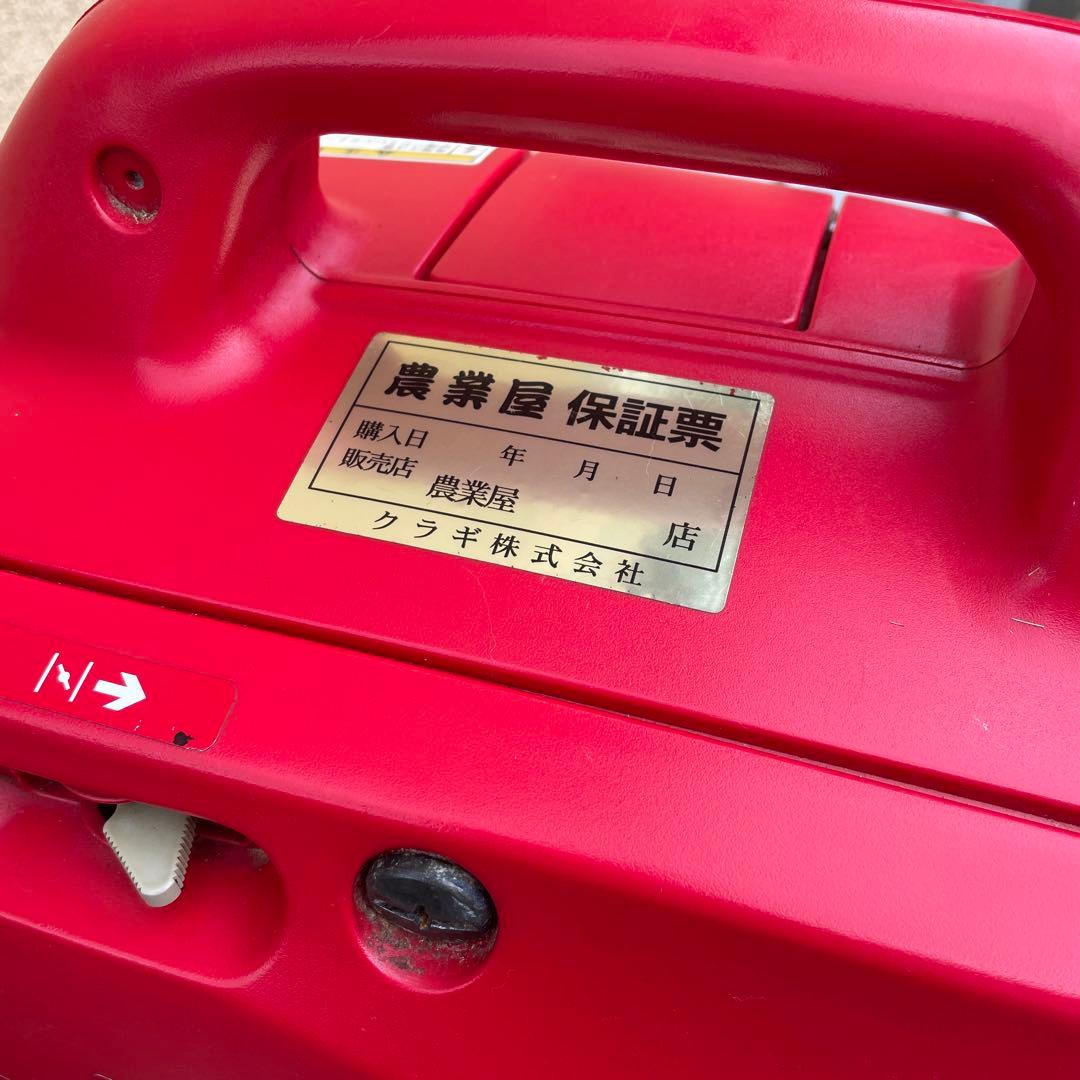 農業屋 保証票
購入日 年 月 日
販売店 農業屋 店
クラギ株式会社